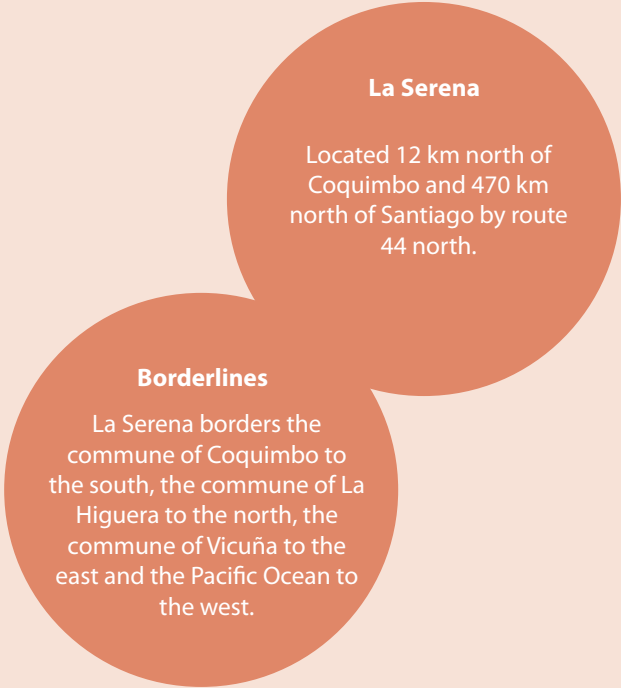 La Serena
Located 12 km north of
Coquimbo and 470 km
north of Santiago by route
44 north.
Borderlines
La Serena borders the
commune of Coquimbo to
the south, the commune of La
Higuera to the north, the
commune of Vicuña to the
east and the Pacific Ocean to
the west.